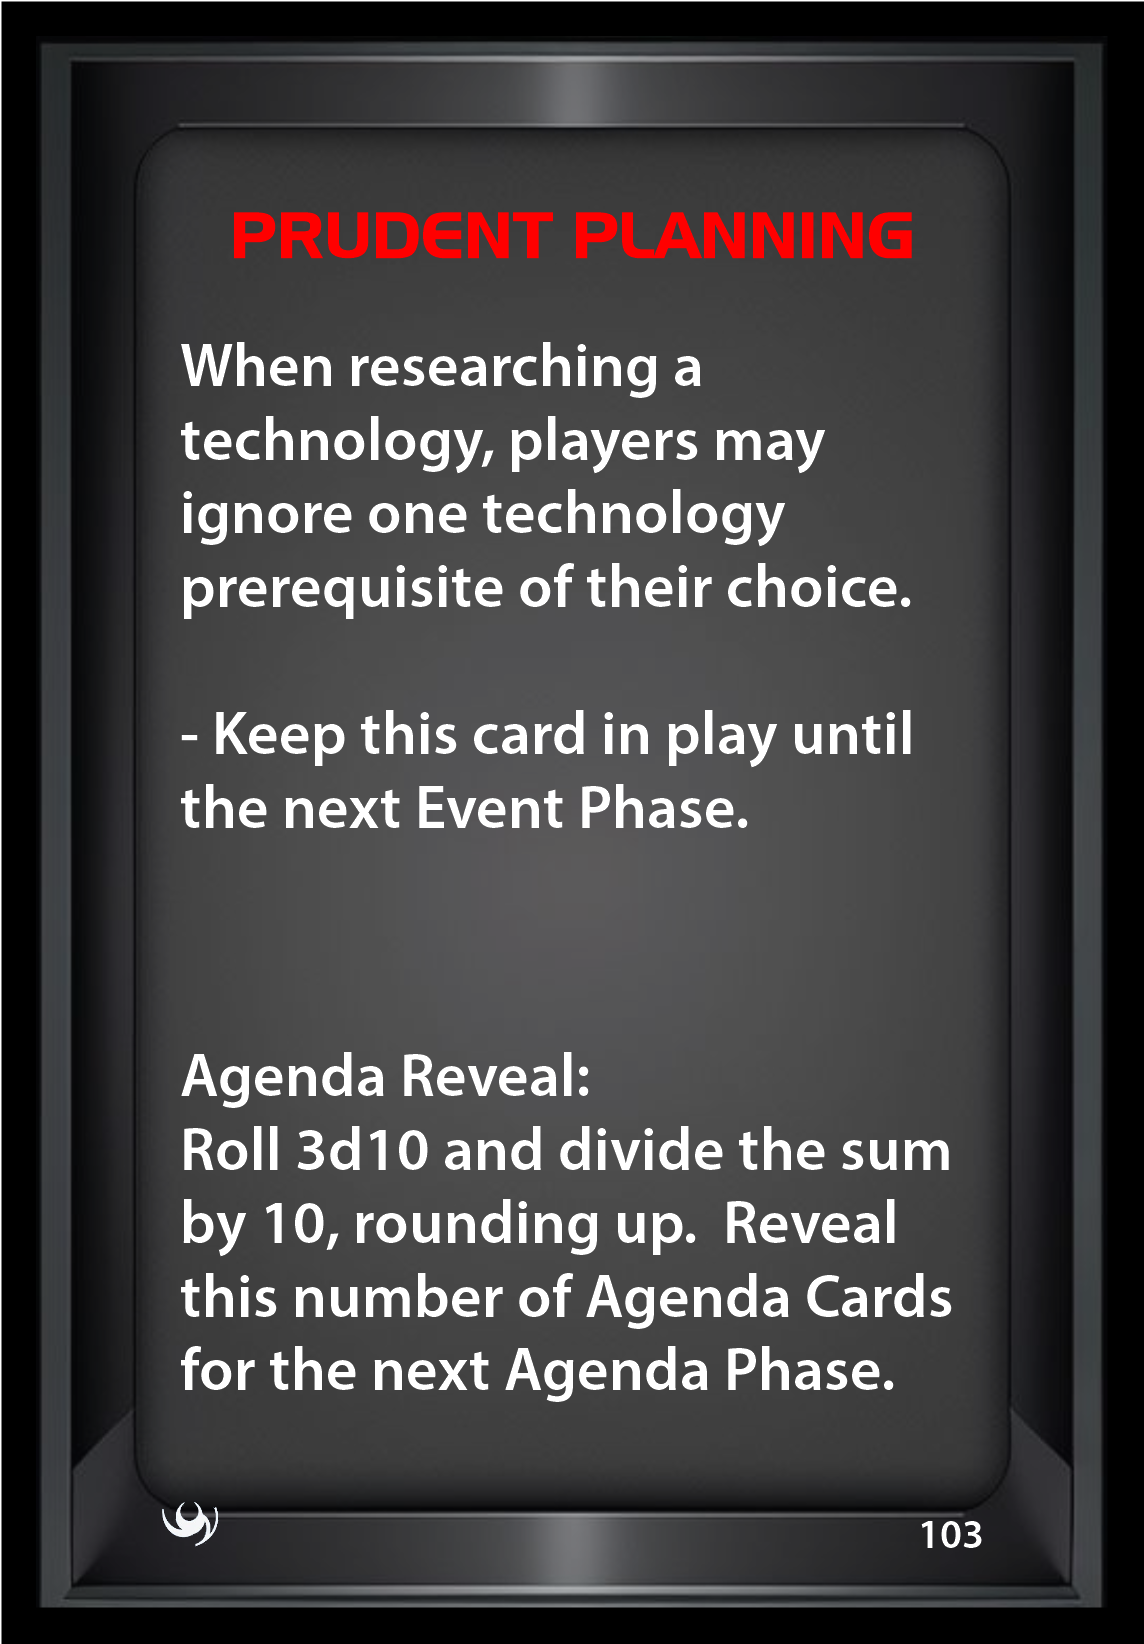 PRUDENT PLANNING
When researching a
technology, players may
ignore one technology
prerequisite of their choice.
- Keep this card in play until
the next Event Phase.
Agenda Reveal:
Roll 3d10 and divide the sum
by 10, rounding up.  Reveal
this number of Agenda Cards
for the next Agenda Phase.
103